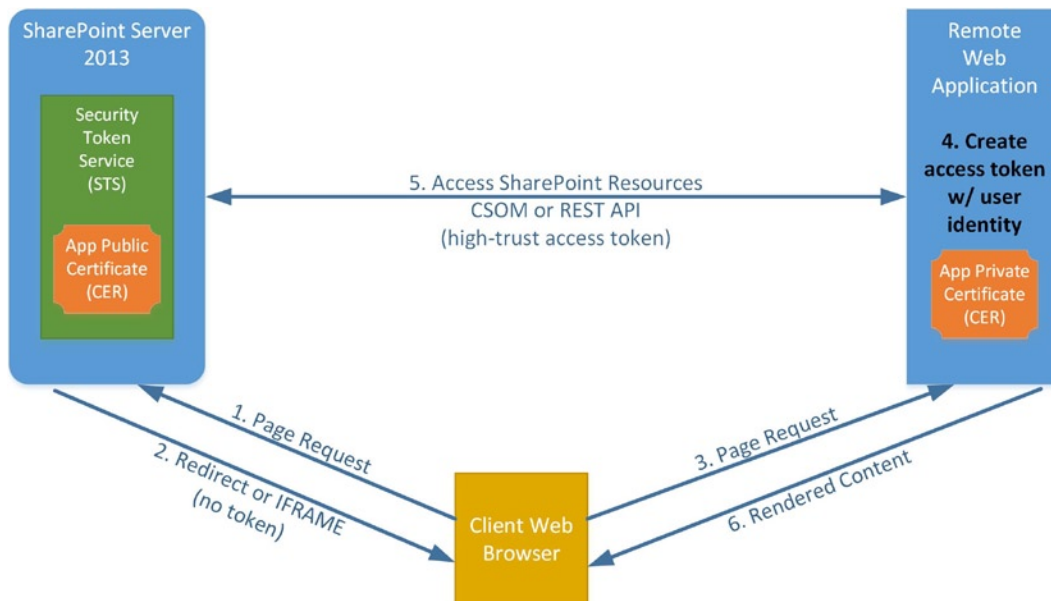 SharePoint Server
2013
Security
Token
Service
(STS)
App Public
Certificate
(CER)
Remote
Web
Application
4. Create
access token
w/ user
identity
App Private
Certificate
(CER)
5. Access SharePoint Resources
CSOM or REST API
(high-trust access token)
1. Page Request
2. Redirect or IFRAME
(no token)
3. Page Request
6. Rendered Content
Client Web
Browser